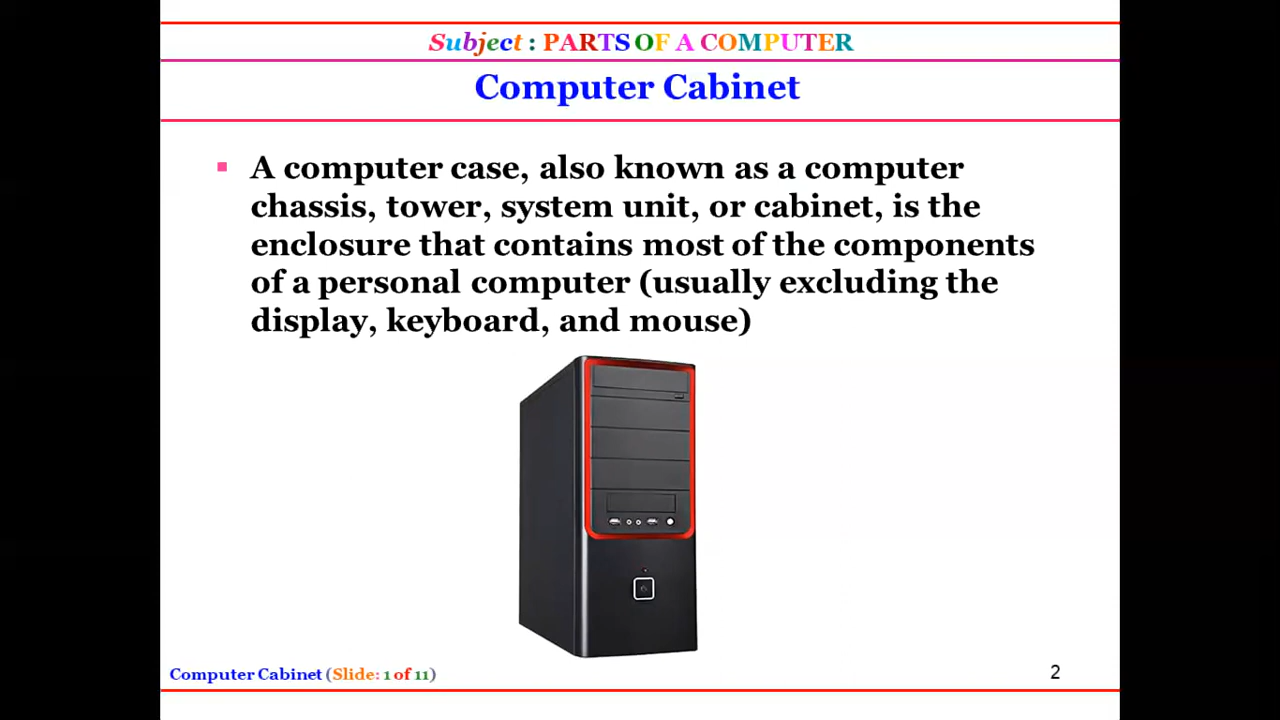 Subject : PARTS OF A COMPUTER
Computer Cabinet
A computer case, also known as a computer
chassis, tower, system unit, or cabinet, is the
enclosure that contains most of the components
of a personal computer (usually excluding the
display, keyboard, and mouse)
Computer Cabinet (Slide: 1 of 11)
2